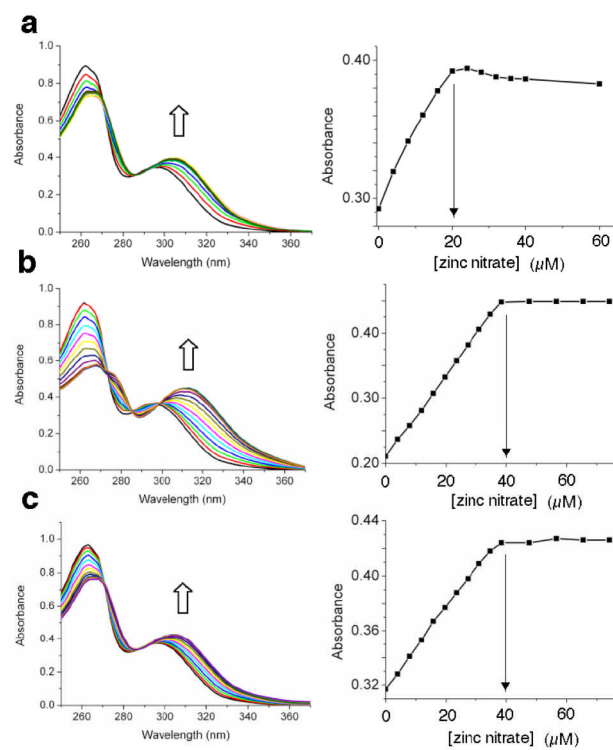 a
1.0
0.8
0.6
0.4
0.2
0.0
Absorbance
260 280 300 320 340 360
Wavelength (nm)
0.40
0.30
Absorbance
0 20 40 60
[zinc nitrate] (µM)
b
1.0
0.8
0.6
0.4
0.2
0.0
Absorbance
260 280 300 320 340 360
Wavelength (nm)
0.40
0.30
0.20
Absorbance
0 20 40 60
[zinc nitrate] (µM)
c
1.0
0.8
0.6
0.4
0.2
0.0
Absorbance
260 280 300 320 340 360
Wavelength (nm)
0.44
0.40
0.36
0.32
Absorbance
0 20 40 60
[zinc nitrate] (µM)